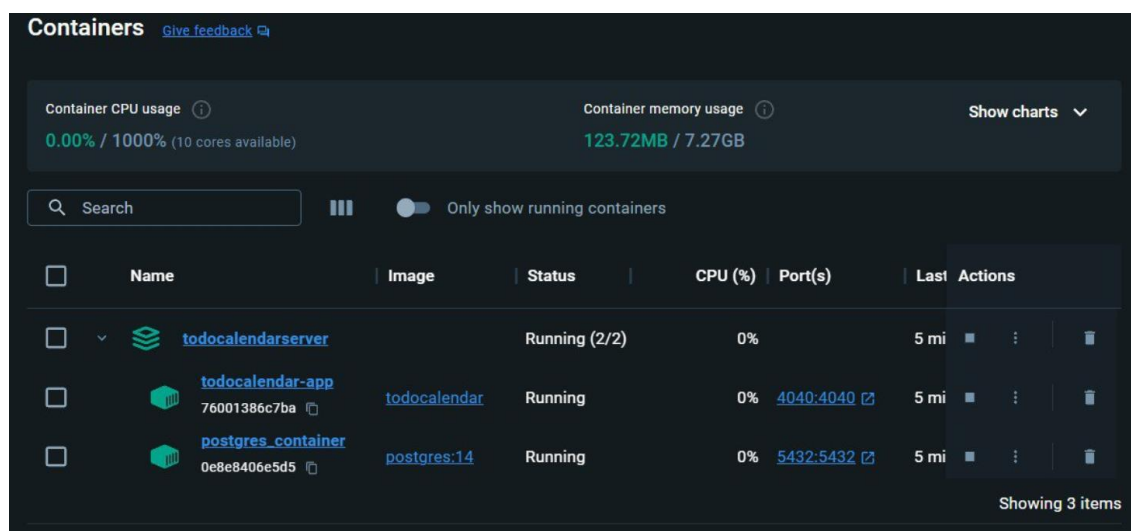 Containers Give feedback
Container CPU usage
0.00% / 1000% (10 cores available)
Container memory usage
123.72MB / 7.27GB
Show charts
Search
Only show running containers
Name Image Status CPU (%) Port(s) Last Actions
todocalendarserver Running (2/2) 0% 5 mi
todocalendar-app
76001386c7ba todocalendar Running 0% 4040:4040 5 mi
postgres_container
0e8e8406e5d5 postgres:14 Running 0% 5432:5432 5 mi
Showing 3 items